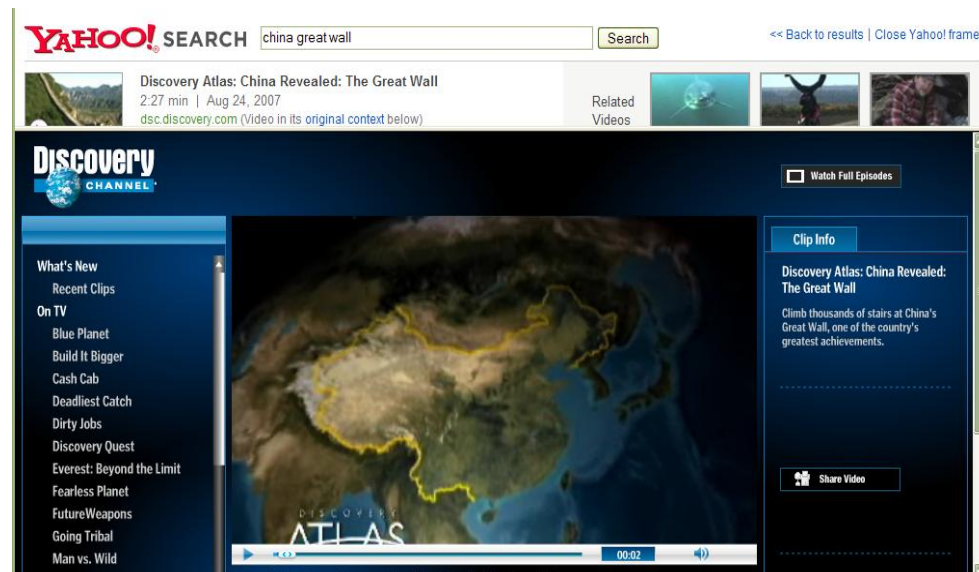 YAHOO! SEARCH
china great wall
Search
<< Back to results | Close Yahoo! frame
Discovery Atlas: China Revealed: The Great Wall
2:27 min | Aug 24, 2007
dsc.discovery.com (Video in its original context below)
Related
Videos
Discovery
CHANNEL
Watch Full Episodes
What's New
Recent Clips
On TV
Blue Planet
Build It Bigger
Cash Cab
Deadliest Catch
Dirty Jobs
Discovery Quest
Everest: Beyond the Limit
Fearless Planet
FutureWeapons
Going Tribal
Man vs. Wild
DISCOVERY
ATLAS
00:02
Clip Info
Discovery Atlas: China Revealed:
The Great Wall
Climb thousands of stairs at China's
Great Wall, one of the country's
greatest achievements.
Share Video